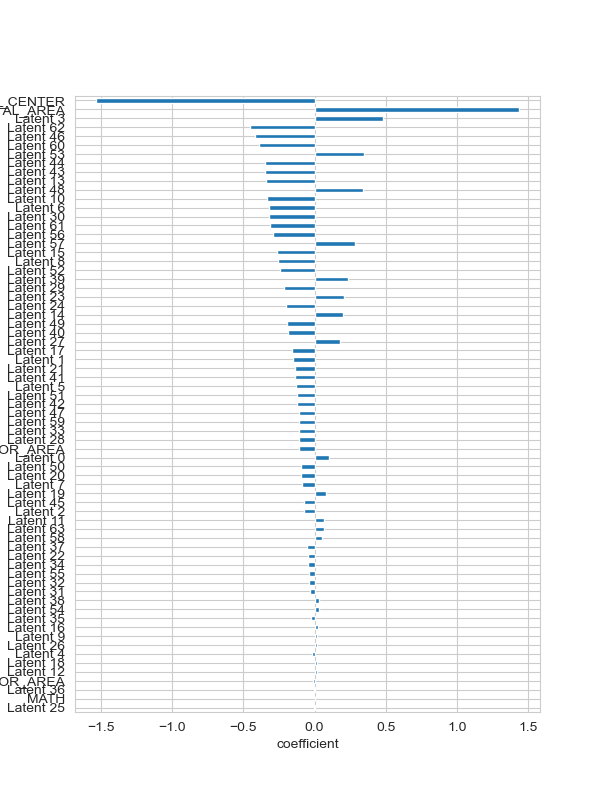 _CENTER
TAL_AREA
Latent 3
Latent 62
Latent 46
Latent 60
Latent 53
Latent 44
Latent 43
Latent 13
Latent 48
Latent 10
Latent 6
Latent 30
Latent 61
Latent 56
Latent 57
Latent 15
Latent 8
Latent 52
Latent 39
Latent 29
Latent 23
Latent 24
Latent 14
Latent 49
Latent 40
Latent 27
Latent 17
Latent 1
Latent 21
Latent 41
Latent 5
Latent 51
Latent 42
Latent 47
Latent 59
Latent 33
Latent 28
OR_AREA
Latent 0
Latent 50
Latent 20
Latent 7
Latent 19
Latent 45
Latent 2
Latent 11
Latent 63
Latent 58
Latent 37
Latent 22
Latent 34
Latent 55
Latent 32
Latent 31
Latent 38
Latent 54
Latent 35
Latent 16
Latent 9
Latent 26
Latent 4
Latent 18
Latent 12
OR_AREA
Latent 36
MATH
Latent 25
−1.5 −1.0 −0.5 0.0 0.5 1.0 1.5
coefficient